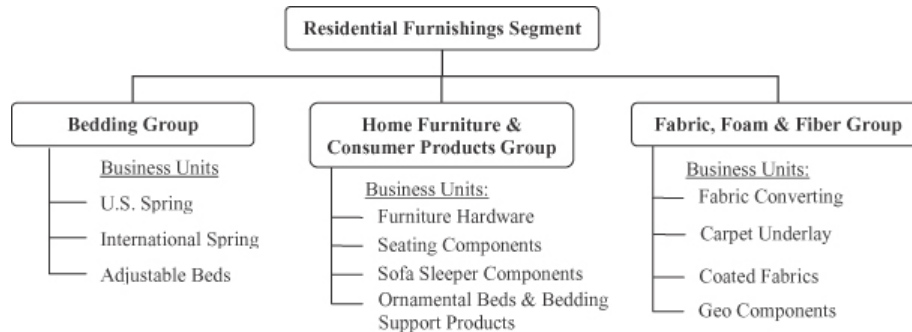 Residential Furnishings Segment
Bedding Group
Business Units
U.S. Spring
International Spring
Adjustable Beds
Home Furniture &
Consumer Products Group
Business Units:
Furniture Hardware
Seating Components
Sofa Sleeper Components
Ornamental Beds & Bedding
Support Products
Fabric, Foam & Fiber Group
Business Units:
Fabric Converting
Carpet Underlay
Coated Fabrics
Geo Components